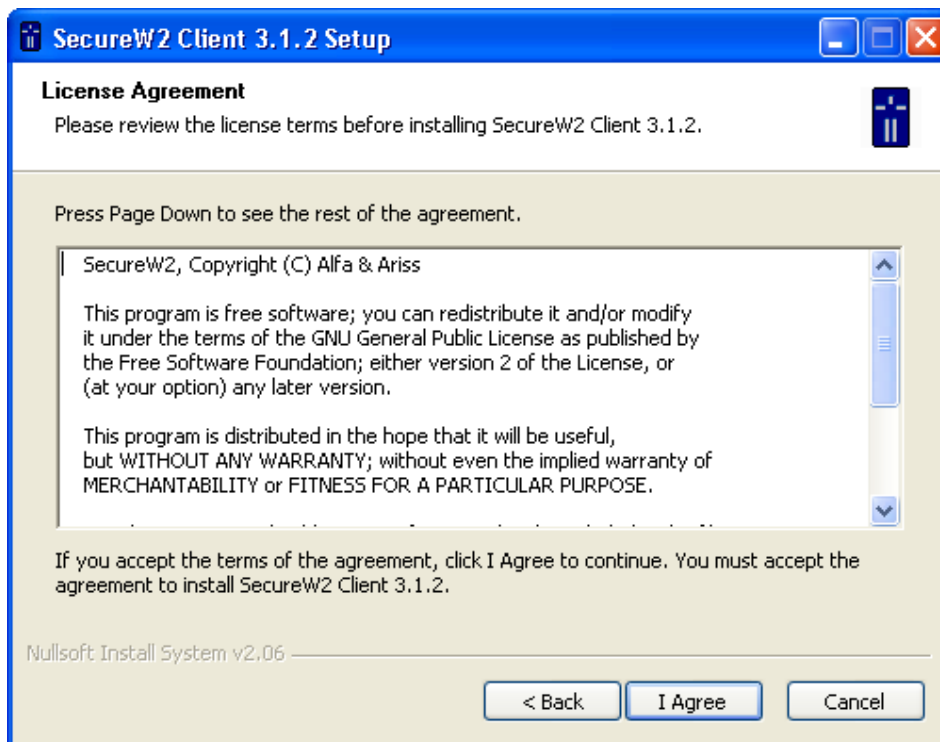 SecureW2 Client 3.1.2 Setup
License Agreement
Please review the license terms before installing SecureW2 Client 3.1.2.
Press Page Down to see the rest of the agreement.
SecureW2, Copyright (C) Alfa & Ariss
This program is free software; you can redistribute it and/or modify
it under the terms of the GNU General Public License as published by
the Free Software Foundation; either version 2 of the License, or
(at your option) any later version.
This program is distributed in the hope that it will be useful,
but WITHOUT ANY WARRANTY; without even the implied warranty of
MERCHANTABILITY or FITNESS FOR A PARTICULAR PURPOSE.
If you accept the terms of the agreement, click I Agree to continue. You must accept the
agreement to install SecureW2 Client 3.1.2.
Nullsoft Install System v2.06
< Back
I Agree
Cancel